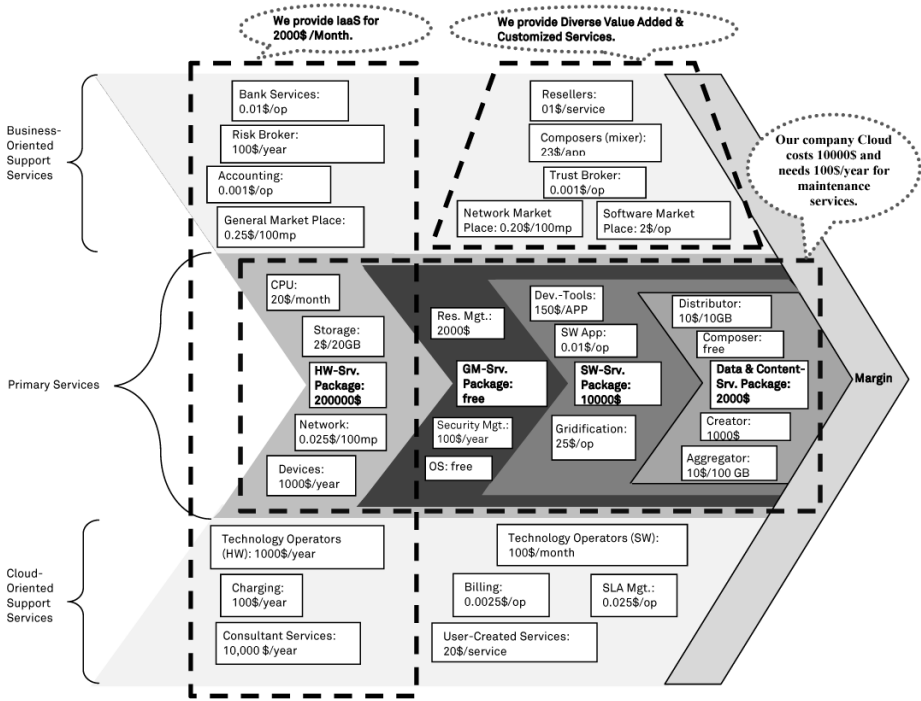 We provide IaaS for
2000$ /Month.
We provide Diverse Value Added &
Customized Services.
Our company Cloud
costs 10000$ and
needs 100$/year for
maintenance
services.
Business-
Oriented
Support
Services
Bank Services:
0.01$/op
Risk Broker:
100$/year
Accounting:
0.001$/op
General Market Place:
0.25$/100mp
Resellers:
01$/service
Composers (mixer):
23$/app
Trust Broker:
0.001$/op
Network Market
Place: 0.20$/100mp
Software Market
Place: 2$/op
Primary Services
CPU:
20$/month
Storage:
2$/20GB
HW-Srv.
Package:
200000$
Network:
0.025$/100mp
Devices:
1000$/year
Res. Mgt.:
2000$
GM-Srv.
Package:
free
Security Mgt.:
100$/year
OS: free
Dev.-Tools:
150$/APP
SW App:
0.01$/op
SW-Srv.
Package:
10000$
Gridification:
25$/op
Distributor:
10$/10GB
Composer:
free
Data & Content-
Srv. Package:
2000$
Creator:
1000$
Aggregator:
10$/100 GB
Margin
Cloud-
Oriented
Support
Services
Technology Operators
(HW): 1000$/year
Charging:
100$/year
Consultant Services:
10,000 $/year
Technology Operators (SW):
100$/month
Billing:
0.0025$/op
SLA Mgt.:
0.025$/op
User-Created Services:
20$/service